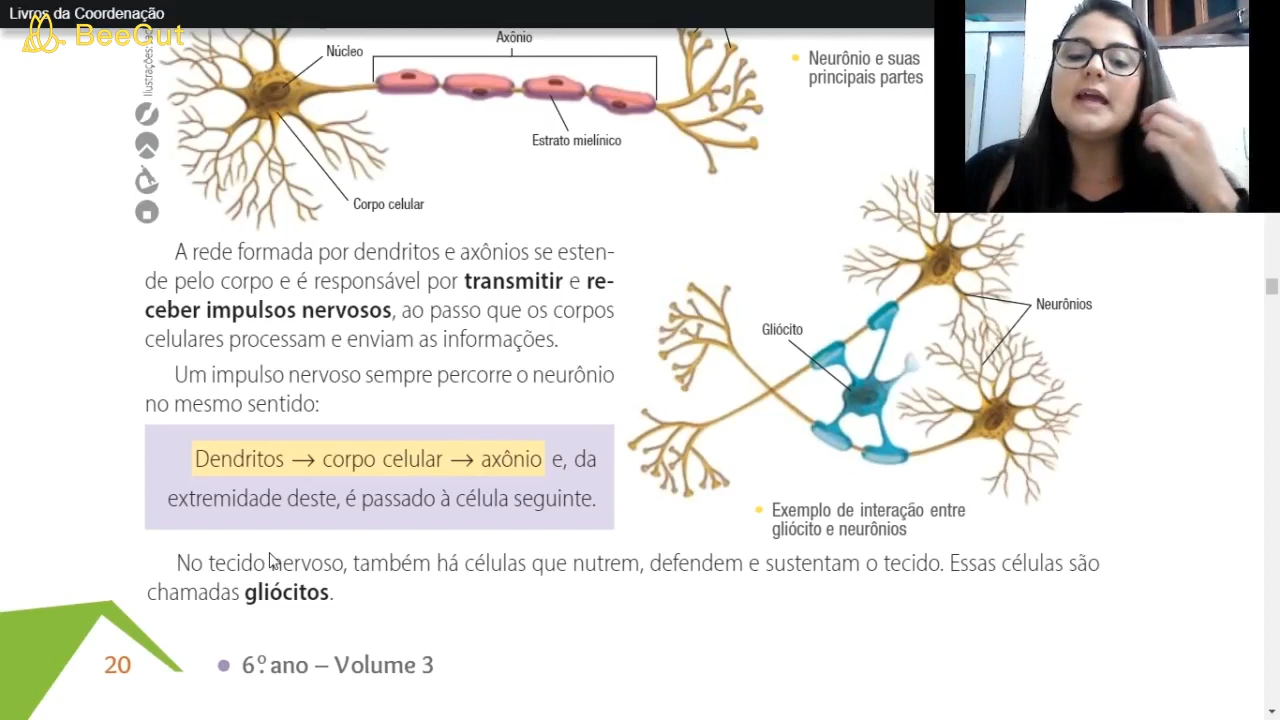 Livros da Coordenação
BeeCut
Axônio
Núcleo
Neurônio e suas
principais partes
Estrato mielínico
Corpo celular
A rede formada por dendritos e axônios se esten-
de pelo corpo e é responsável por transmitir e re-
ceber impulsos nervosos, ao passo que os corpos
celulares processam e enviam as informações.
Um impulso nervoso sempre percorre o neurônio
no mesmo sentido:
Dendritos → corpo celular → axônio e, da
extremidade deste, é passado à célula seguinte.
Neurônios
Gliócito
Exemplo de interação entre
gliócito e neurônios
No tecido nervoso, também há células que nutrem, defendem e sustentam o tecido. Essas células são
chamadas gliócitos.
20
6º. ano – Volume 3